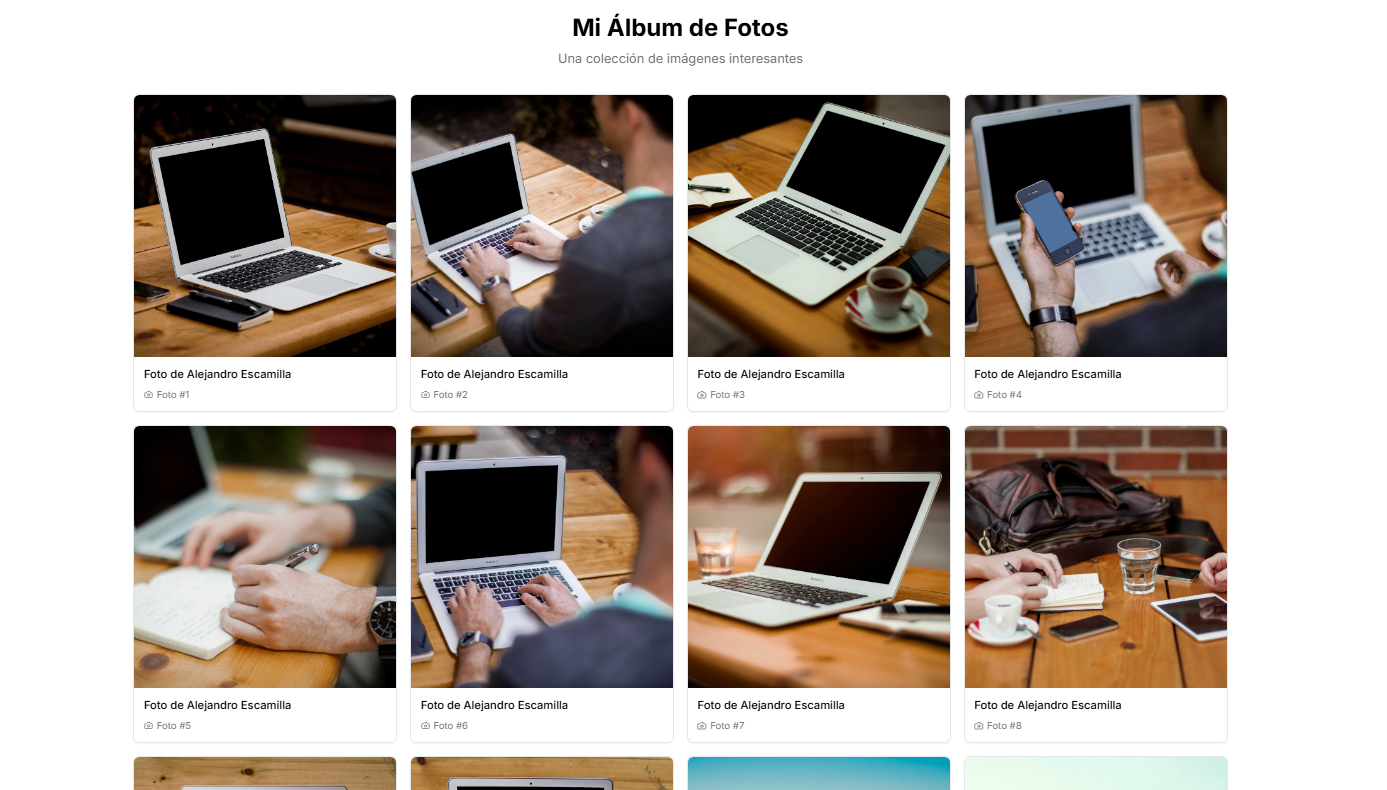 Mi Álbum de Fotos
Una colección de imágenes interesantes
Foto de Alejandro Escamilla
Foto #1
Foto de Alejandro Escamilla
Foto #2
Foto de Alejandro Escamilla
Foto #3
Foto de Alejandro Escamilla
Foto #4
Foto de Alejandro Escamilla
Foto #5
Foto de Alejandro Escamilla
Foto #6
Foto de Alejandro Escamilla
Foto #7
Foto de Alejandro Escamilla
Foto #8